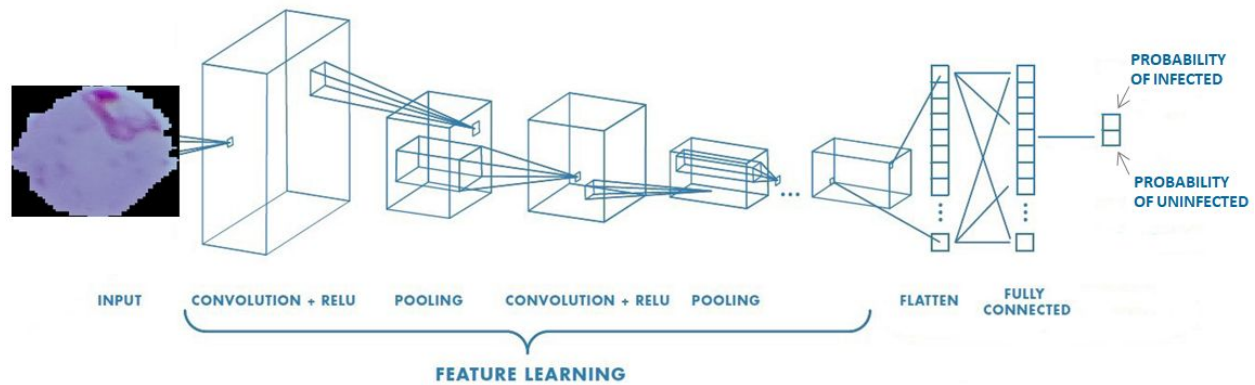 PROBABILITY
OF INFECTED
PROBABILITY
OF UNINFECTED
INPUT
CONVOLUTION + RELU
POOLING
CONVOLUTION + RELU
POOLING
FLATTEN
FULLY
CONNECTED
FEATURE LEARNING